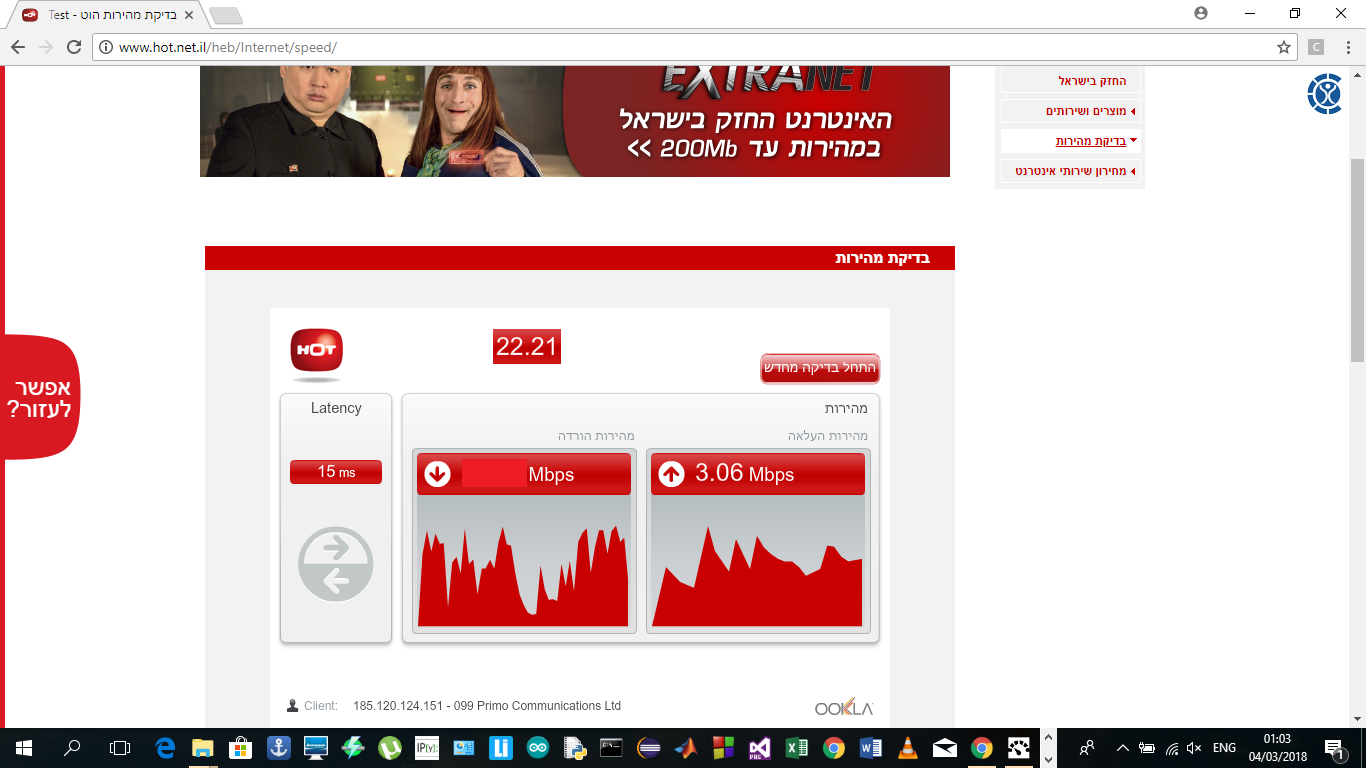 Test - בדיקת מהירות הוט
www.hot.net.il/heb/Internet/speed/
C
EXTRANET
האינטרנט החזק בישראל
במהירות עד 200Mb >>
החזק בישראל
מוצרים ושירותים
בדיקת מהירות
מחירון שירותי אינטרנט
בדיקת מהירות
HOT
22.21
התחל בדיקה מחדש
אפשר
לעזור?
Latency
מהירות
מהירות הורדה
מהירות העלאה
15 ms
Mbps
3.06 Mbps
Client: 185.120.124.151 - 099 Primo Communications Ltd
OOKLA
ENG
01:03
04/03/2018